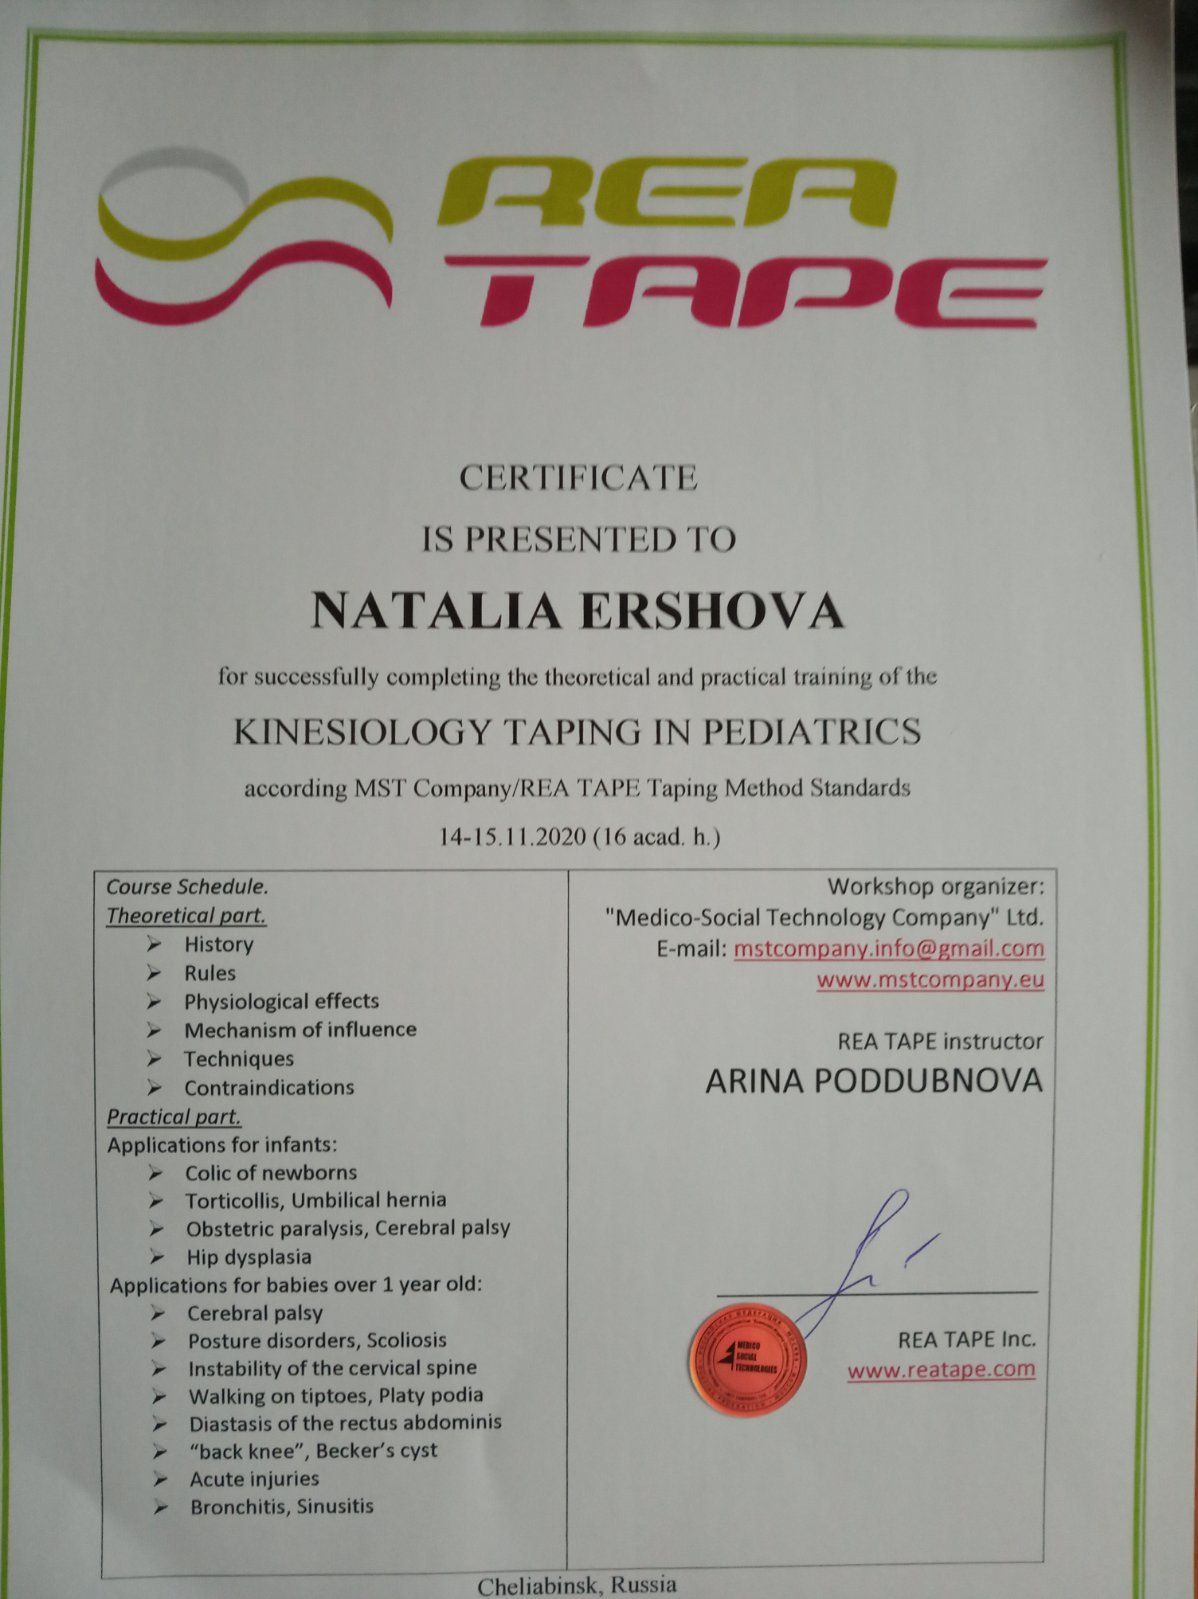 REA
TAPE
CERTIFICATE
IS PRESENTED TO
NATALIA ERSHOVA
for successfully completing the theoretical and practical training of the
KINESIOLOGY TAPING IN PEDIATRICS
according MST Company/REA TAPE Taping Method Standards
14-15.11.2020 (16 acad. h.)
Course Schedule.
Theoretical part.
➢ History
➢ Rules
➢ Physiological effects
➢ Mechanism of influence
➢ Techniques
➢ Contraindications
Practical part.
Applications for infants:
➢ Colic of newborns
➢ Torticollis, Umbilical hernia
➢ Obstetric paralysis, Cerebral palsy
➢ Hip dysplasia
Applications for babies over 1 year old:
➢ Cerebral palsy
➢ Posture disorders, Scoliosis
➢ Instability of the cervical spine
➢ Walking on tiptoes, Platy podia
➢ Diastasis of the rectus abdominis
➢ “back knee”, Becker’s cyst
➢ Acute injuries
➢ Bronchitis, Sinusitis
Workshop organizer:
"Medico-Social Technology Company" Ltd.
E-mail: mstcompany.info@gmail.com
www.mstcompany.eu
REA TAPE instructor
ARINA PODDUBNOVA
MEDICO
SOCIAL
TECHNOLOGIES
REA TAPE Inc.
www.reatape.com
Cheliabinsk, Russia